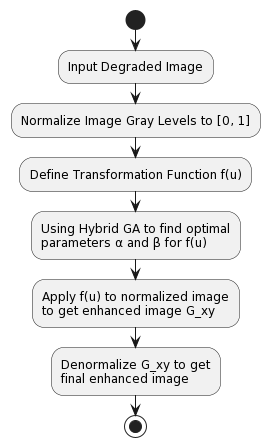 Input Degraded Image
Normalize Image Gray Levels to [0, 1]
Define Transformation Function f(u)
Using Hybrid GA to find optimal
parameters α and β for f(u)
Apply f(u) to normalized image
to get enhanced image G_xy
Denormalize G_xy to get
final enhanced image